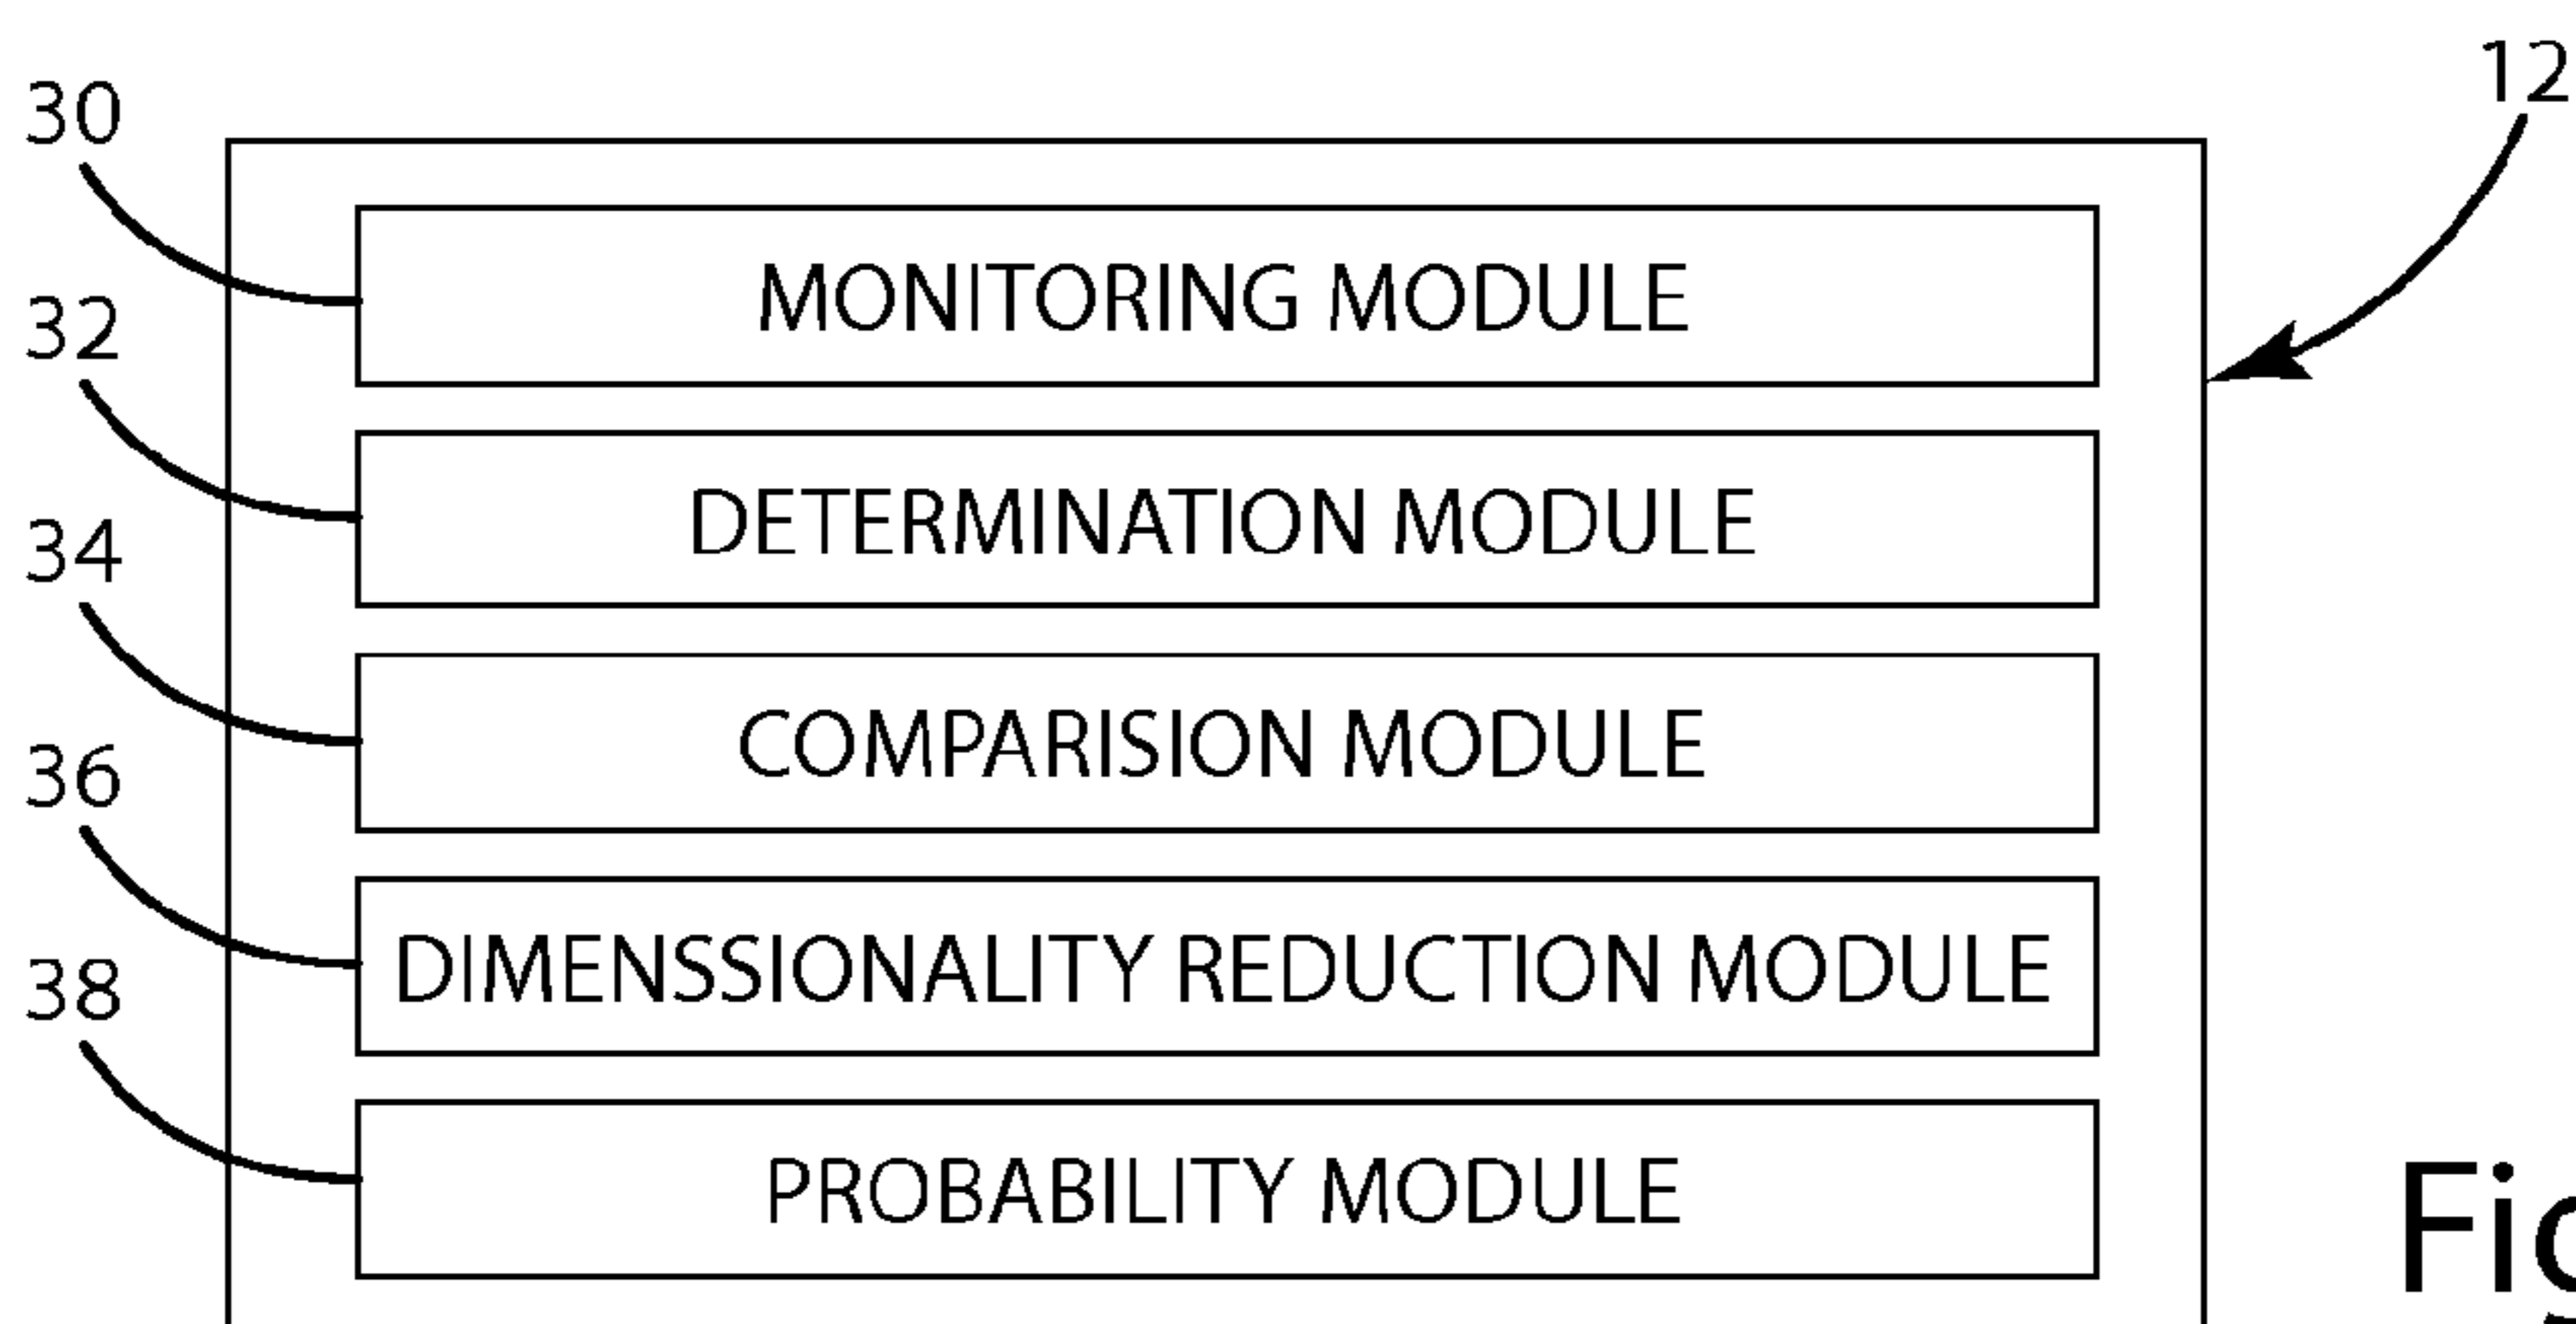 12
30
MONITORING MODULE
32
DETERMINATION MODULE
34
COMPARISION MODULE
36
DIMENSSIONALITY REDUCTION MODULE
38
PROBABILITY MODULE